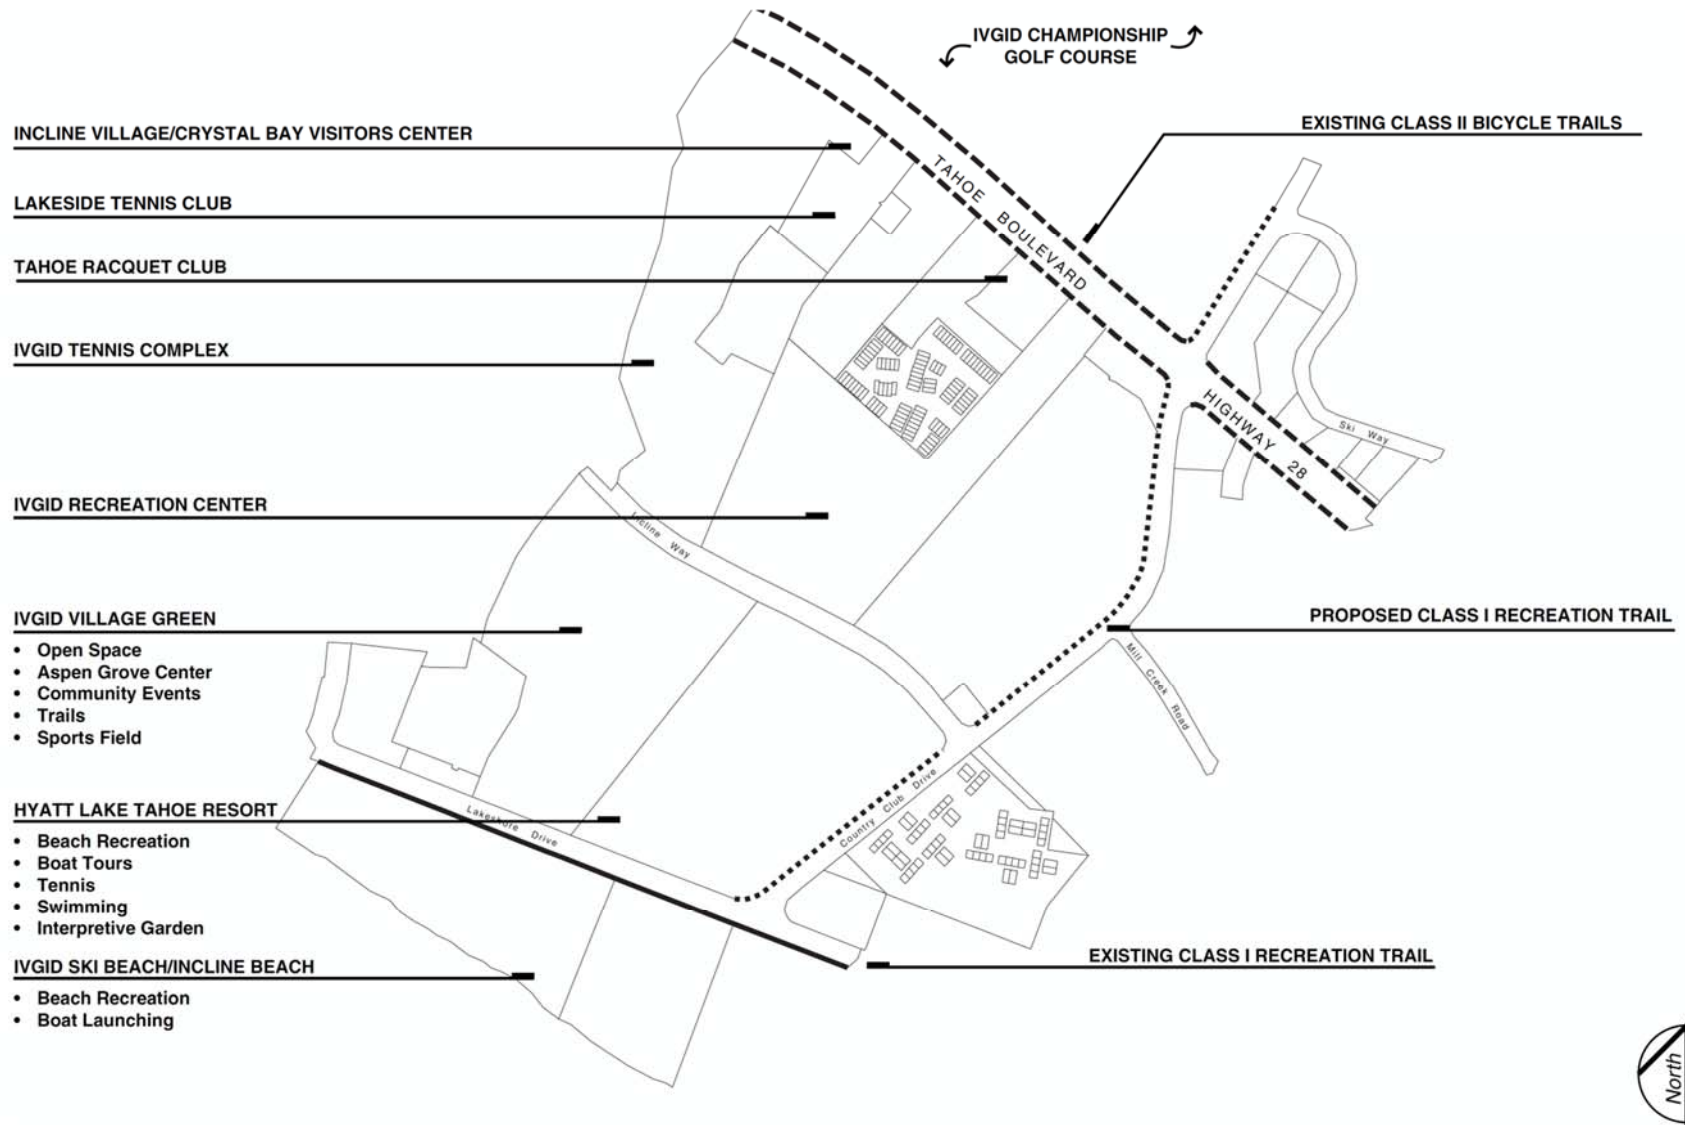 IVGID CHAMPIONSHIP
GOLF COURSE
INCLINE VILLAGE/CRYSTAL BAY VISITORS CENTER
EXISTING CLASS II BICYCLE TRAILS
LAKESIDE TENNIS CLUB
TAHOE BOULEVARD
TAHOE RACQUET CLUB
IVGID TENNIS COMPLEX
HIGHWAY 28
Ski Way
IVGID RECREATION CENTER
Incline Way
IVGID VILLAGE GREEN
• Open Space
• Aspen Grove Center
• Community Events
• Trails
• Sports Field
PROPOSED CLASS I RECREATION TRAIL
Mill Creek Road
HYATT LAKE TAHOE RESORT
• Beach Recreation
• Boat Tours
• Tennis
• Swimming
• Interpretive Garden
Lakeshore Drive
Country Club Drive
IVGID SKI BEACH/INCLINE BEACH
• Beach Recreation
• Boat Launching
EXISTING CLASS I RECREATION TRAIL
North